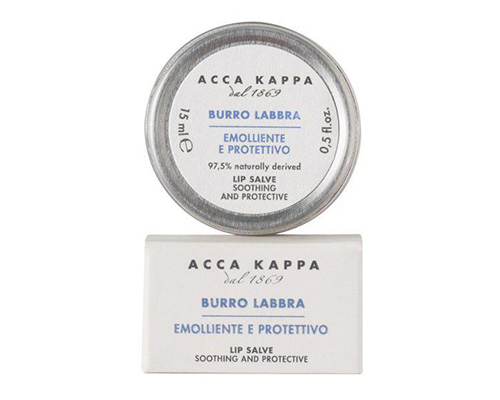 ACCA KAPPA
dal 1869
BURRO LABBRA
EMOLLIENTE
E PROTETTIVO
97,5% naturally derived
LIP SALVE
SOOTHING
AND PROTECTIVE
15 ml e
0,5 fl.oz.
ACCA KAPPA
dal 1869
BURRO LABBRA
EMOLLIENTE E PROTETTIVO
LIP SALVE
SOOTHING AND PROTECTIVE